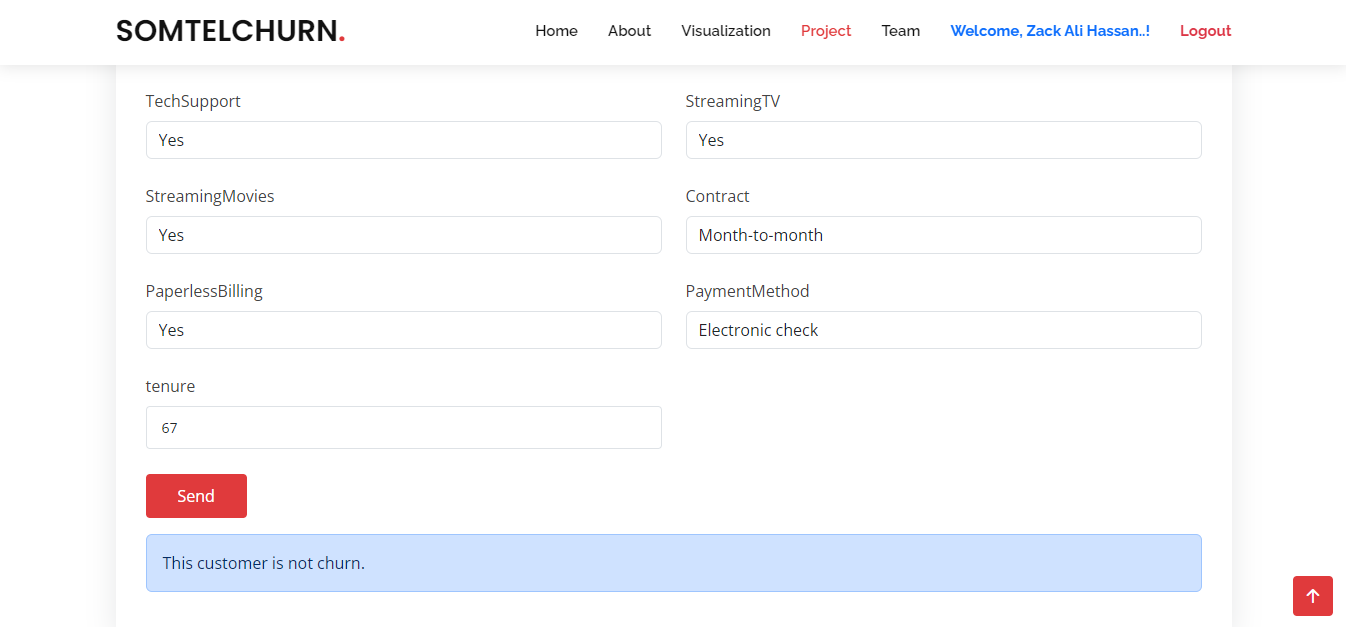 SOMTELCHURN.
Home About Visualization Project Team Welcome, Zack Ali Hassan..! Logout
TechSupport StreamingTV
Yes Yes
StreamingMovies Contract
Yes Month-to-month
PaperlessBilling PaymentMethod
Yes Electronic check
tenure
67
Send
This customer is not churn.